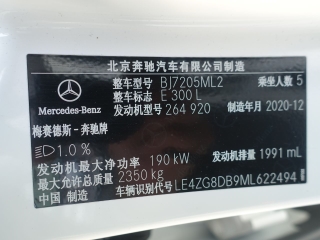 北京奔驰汽车有限公司制造
整车型号 BJ7205ML2 乘坐人数 5
整车标志 E 300 L
发动机型号 264 920 制造年月 2020-12
Mercedes-Benz
梅赛德斯－奔驰牌
1.0 %
发动机最大净功率 190 kW 发动机排量 1991 mL
最大允许总质量 2350 kg
中国 制造 车辆识别代号 LE4ZG8DB9ML622494